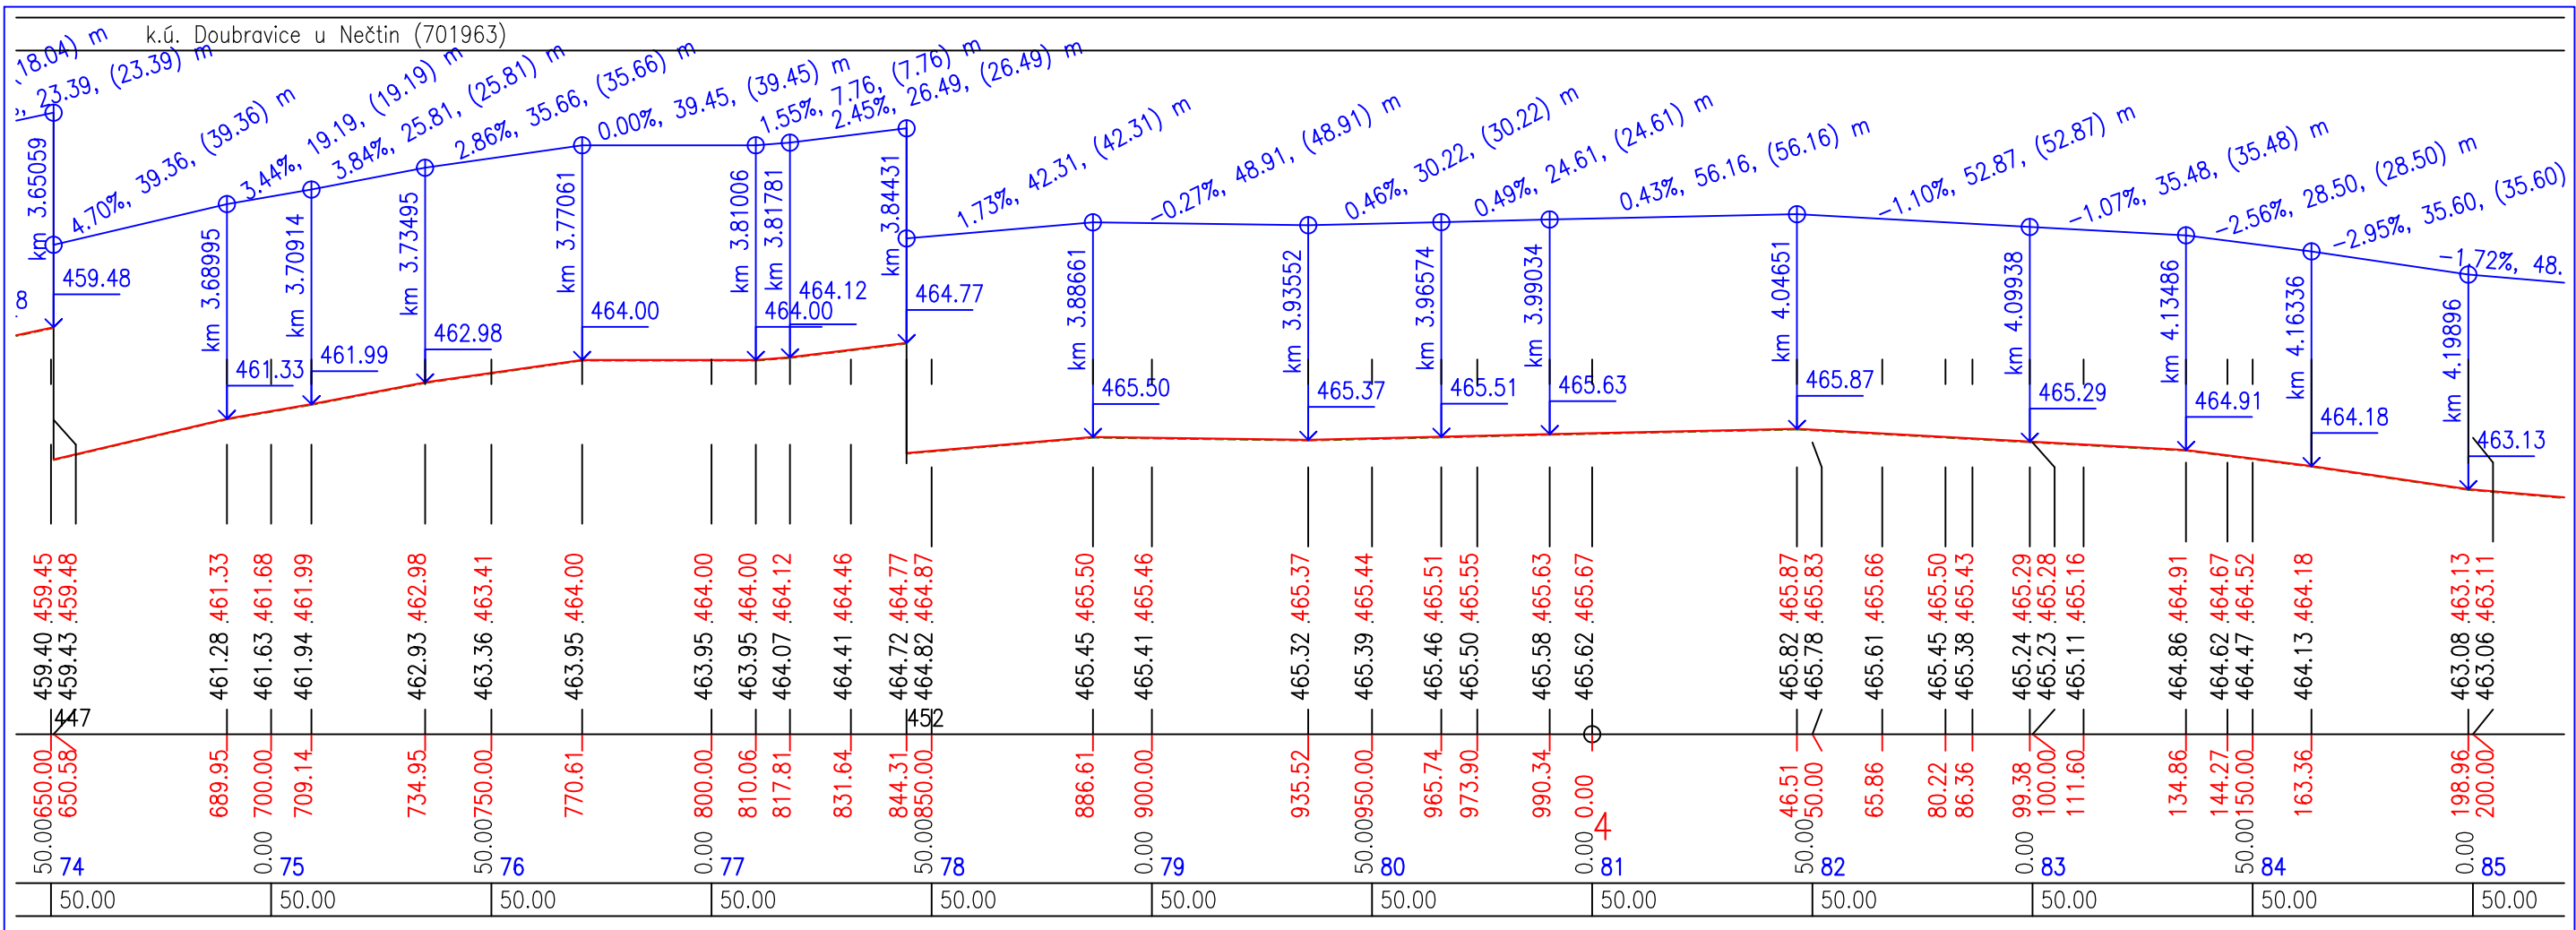 k.ú. Doubravice u Nečtin (701963)
18.04) m
23.39, (23.39) m
4.70%, 39.36, (39.36) m
3.44%, 19.19, (19.19) m
3.84%, 25.81, (25.81) m
2.86%, 35.66, (35.66) m
0.00%, 39.45, (39.45) m
1.55%, 7.76, (7.76) m
2.45%, 26.49, (26.49) m
1.73%, 42.31, (42.31) m
-0.27%, 48.91, (48.91) m
0.46%, 30.22, (30.22) m
0.49%, 24.61, (24.61) m
0.43%, 56.16, (56.16) m
-1.10%, 52.87, (52.87) m
-1.07%, 35.48, (35.48) m
-2.56%, 28.50, (28.50) m
-2.95%, 35.60, (35.60)
-1.72%, 48.
km 3.65059
km 3.68995
km 3.70914
km 3.73495
km 3.77061
km 3.81006
km 3.81781
km 3.84431
km 3.88661
km 3.93552
km 3.96574
km 3.99034
km 4.04651
km 4.09938
km 4.13486
km 4.16336
km 4.19896
8
459.48
461.33
461.99
462.98
464.00
464.00
464.12
464.77
465.50
465.37
465.51
465.63
465.87
465.29
464.91
464.18
463.13
459.40 459.45
459.43 459.48
461.28 461.33
461.63 461.68
461.94 461.99
462.93 462.98
463.36 463.41
463.95 464.00
463.95 464.00
463.95 464.00
464.07 464.12
464.41 464.46
464.72 464.77
464.82 464.87
465.45 465.50
465.41 465.46
465.32 465.37
465.39 465.44
465.46 465.51
465.50 465.55
465.58 465.63
465.62 465.67
465.82 465.87
465.78 465.83
465.61 465.66
465.45 465.50
465.38 465.43
465.24 465.29
465.23 465.28
465.11 465.16
464.86 464.91
464.62 464.67
464.47 464.52
464.13 464.18
463.08 463.13
463.06 463.11
447
452
650.00
650.58
689.95
700.00
709.14
734.95
750.00
770.61
800.00
810.06
817.81
831.64
844.31
850.00
886.61
900.00
935.52
950.00
965.74
973.90
990.34
0.00
4
46.51
50.00
65.86
80.22
86.36
99.38
100.00
111.60
134.86
144.27
150.00
163.36
198.96
200.00
50.00 0.00 50.00 0.00 50.00 0.00 50.00 0.00 50.00 0.00 50.00 0.00
74 75 76 77 78 79 80 81 82 83 84 85
50.00 50.00 50.00 50.00 50.00 50.00 50.00 50.00 50.00 50.00 50.00 50.00